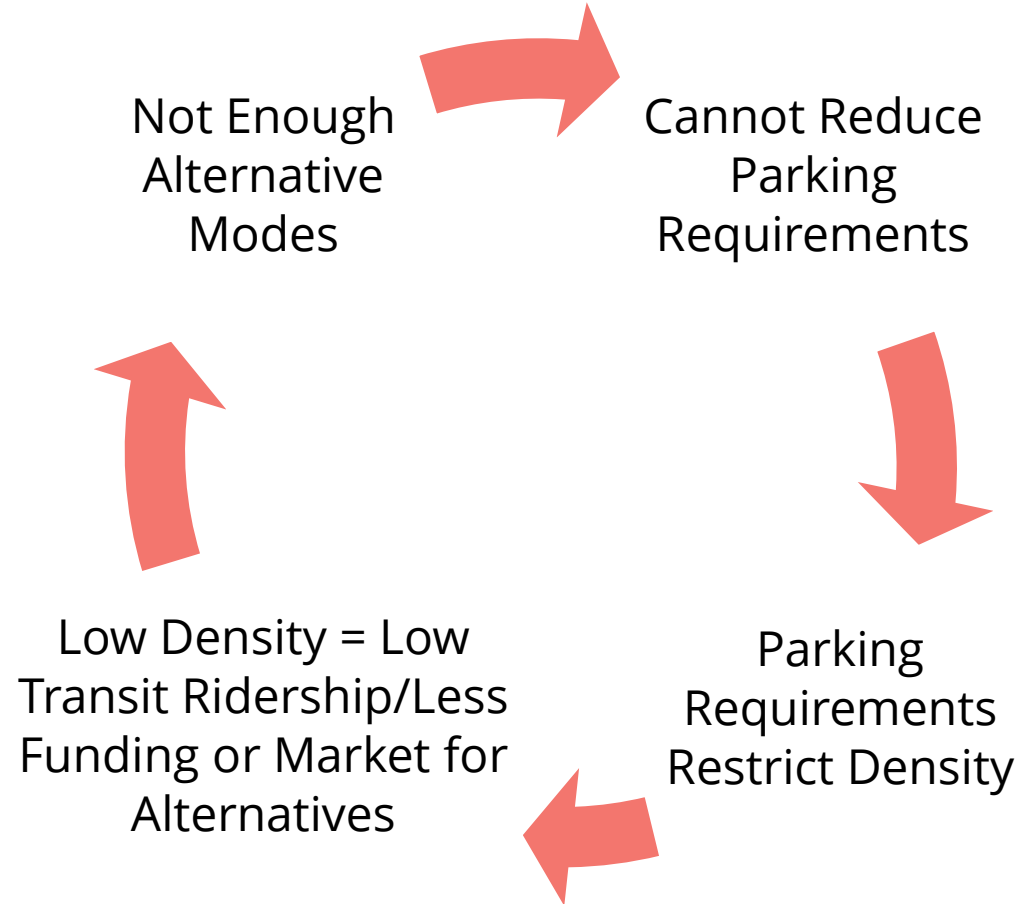 Not Enough
Alternative
Modes
Cannot Reduce
Parking
Requirements
Parking
Requirements
Restrict Density
Low Density = Low
Transit Ridership/Less
Funding or Market for
Alternatives